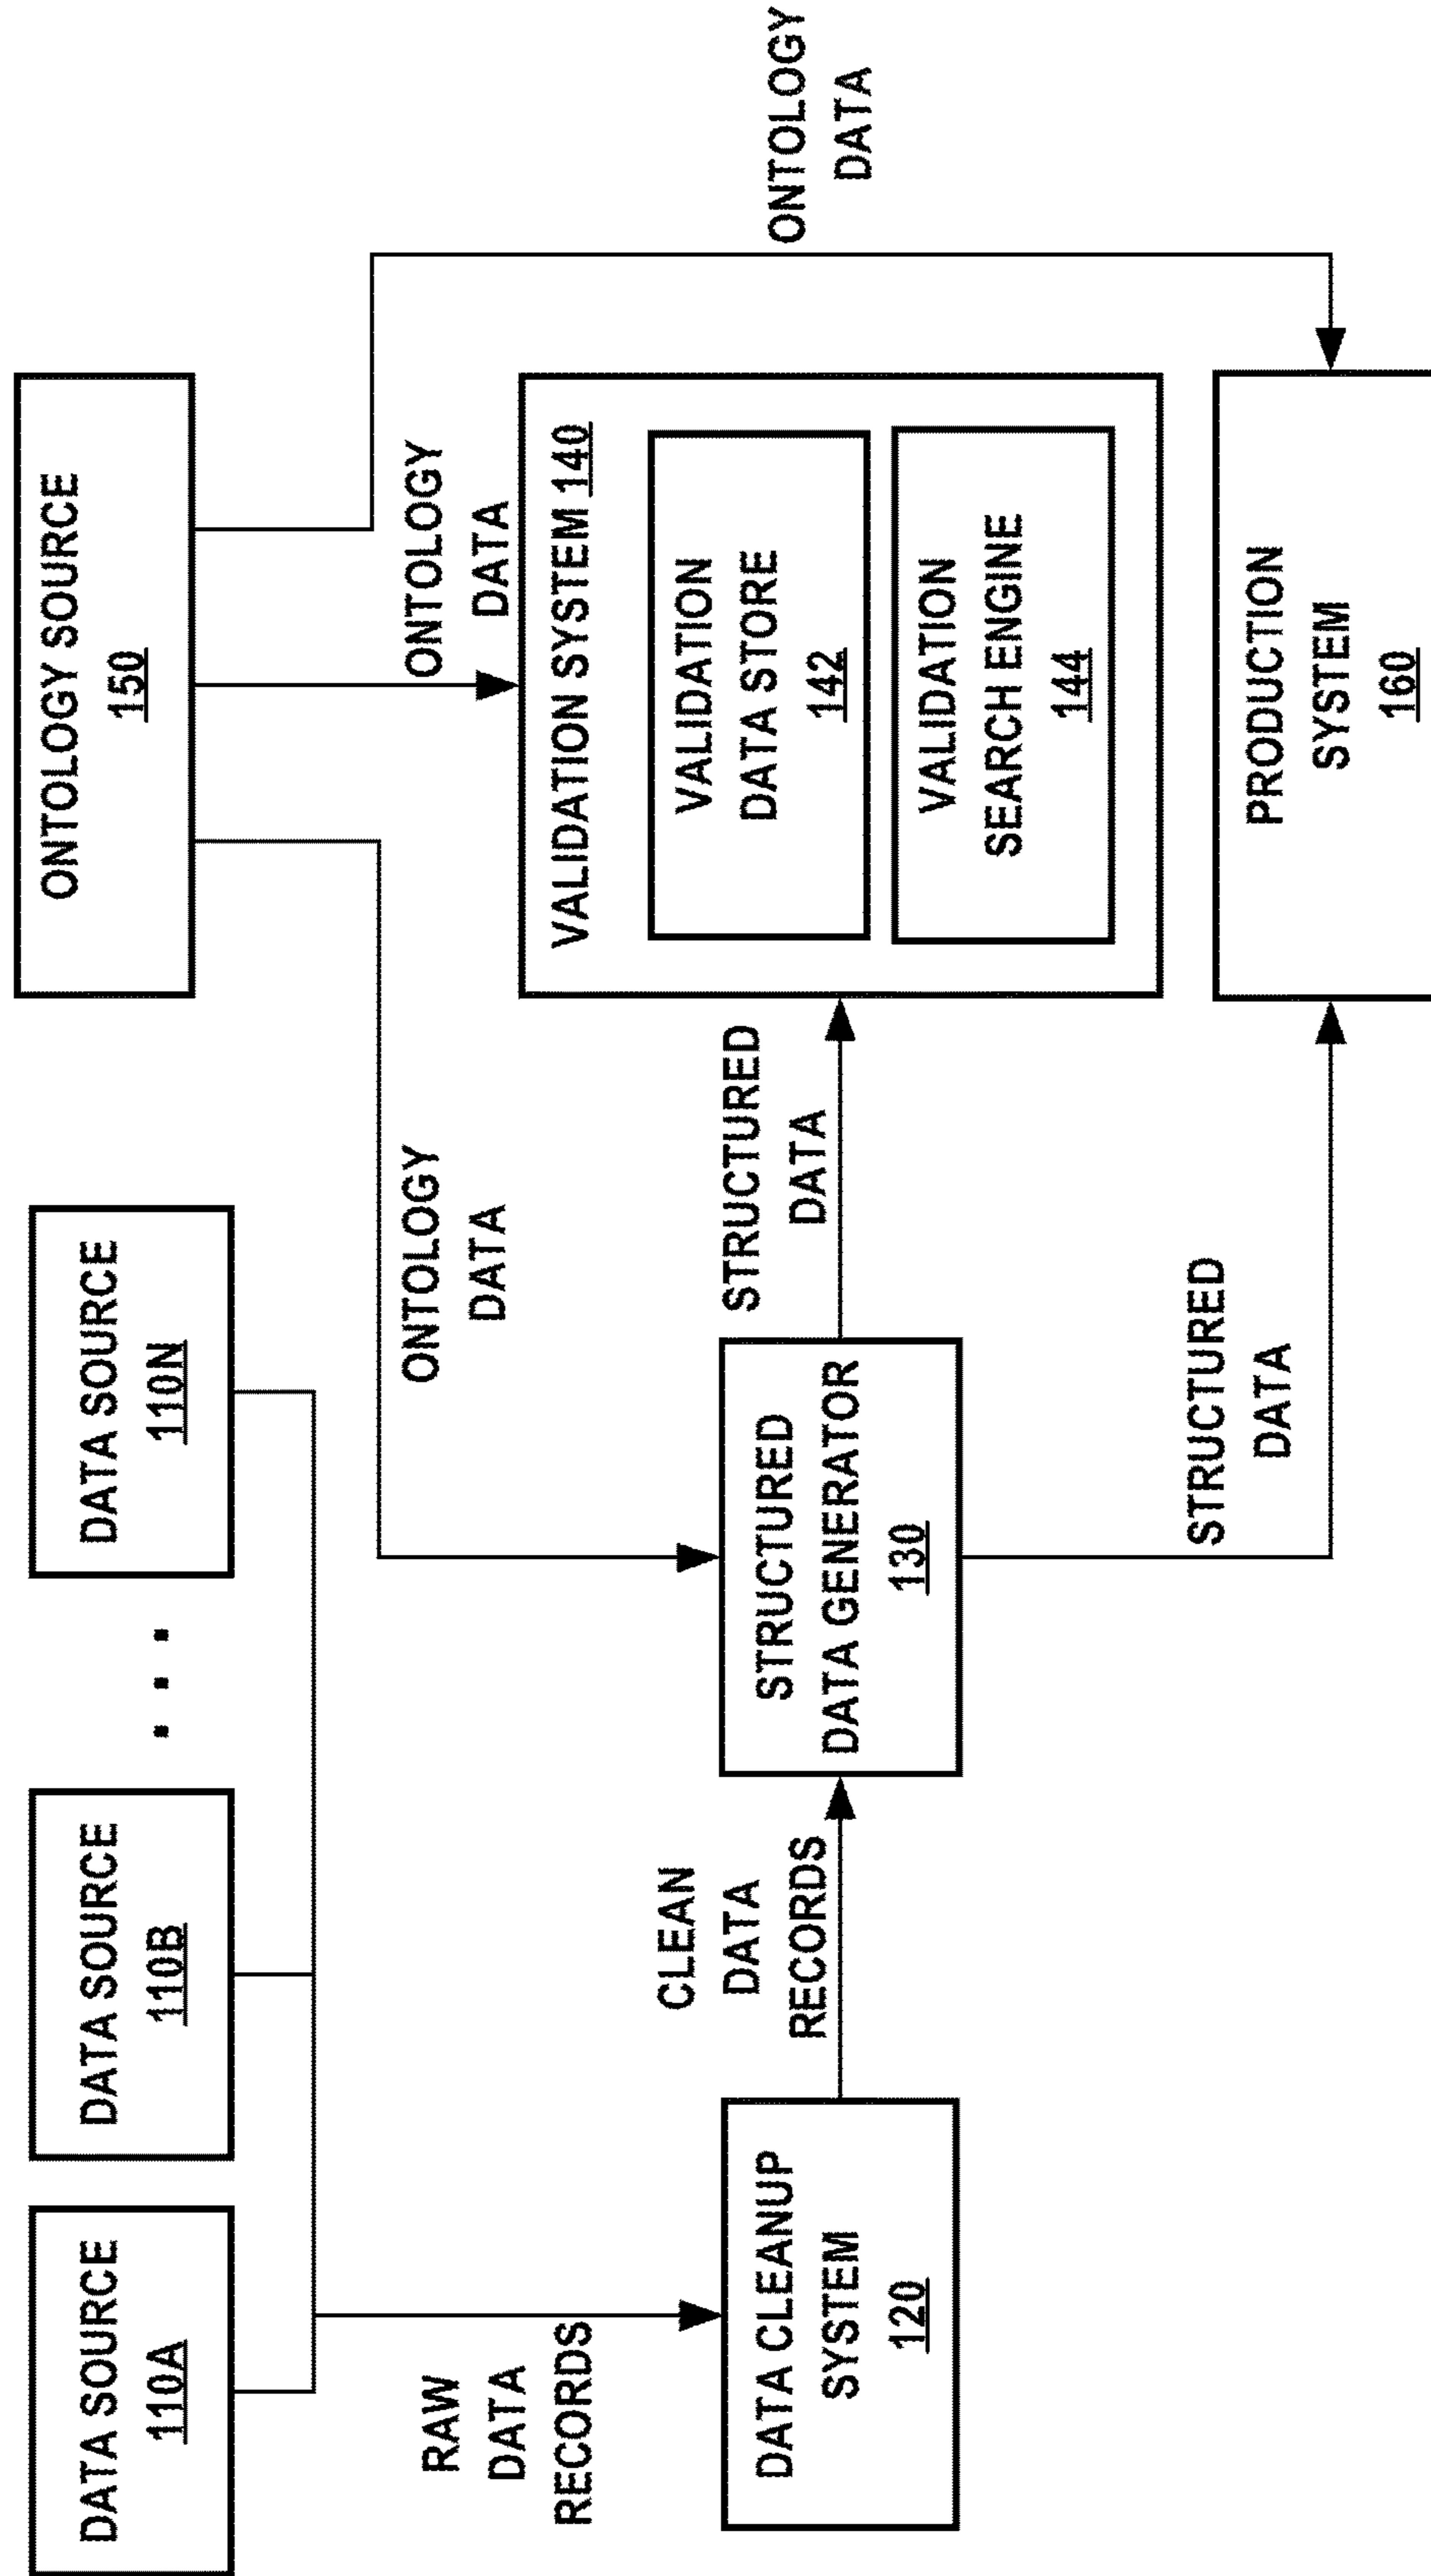 DATA SOURCE
110A
DATA SOURCE
110B
DATA SOURCE
110N
ONTOLOGY SOURCE
150
RAW
DATA
RECORDS
ONTOLOGY
DATA
ONTOLOGY
DATA
ONTOLOGY
DATA
DATA CLEANUP
SYSTEM
120
CLEAN
DATA
RECORDS
STRUCTURED
DATA GENERATOR
130
STRUCTURED
DATA
VALIDATION SYSTEM 140
VALIDATION
DATA STORE
142
VALIDATION
SEARCH ENGINE
144
STRUCTURED
DATA
PRODUCTION
SYSTEM
160